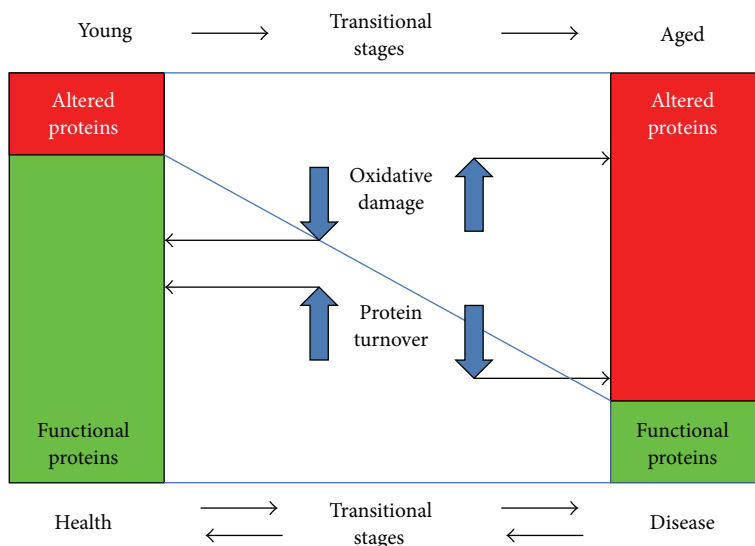 Young
Transitional
stages
Aged
Altered
proteins
Altered
proteins
Oxidative
damage
Protein
turnover
Functional
proteins
Functional
proteins
Health
Transitional
stages
Disease